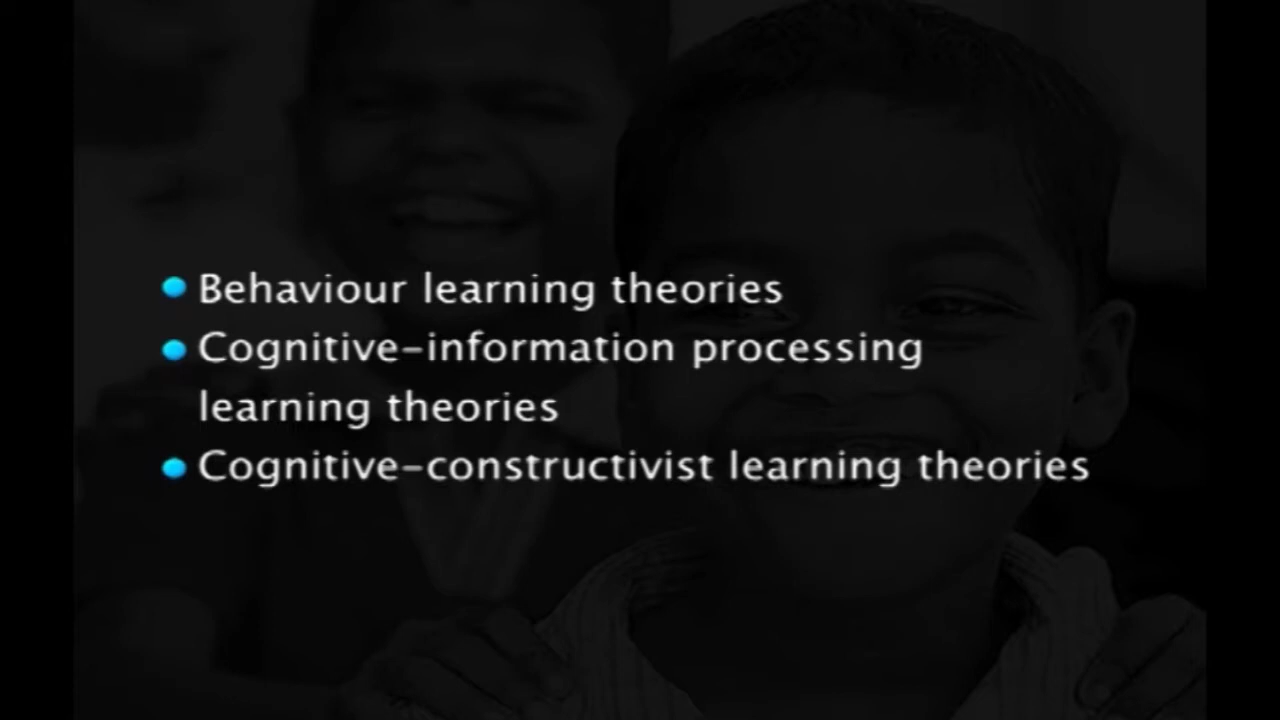 Behaviour learning theories
Cognitive-information processing
learning theories
Cognitive-constructivist learning theories